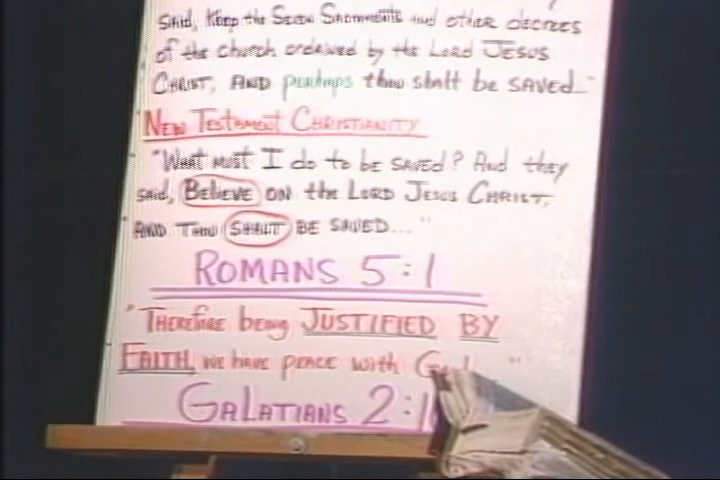 Said, Keep the Seven Sacraments and other decrees
of the church ordained by the Lord JESUS
CHRIST, AND perhaps thou shalt be SAVED..."
NEW TESTAMENT CHRISTIANITY
"What must I do to be SAVED? And they
said, BELIEVE ON the LORD JESUS CHRIST,
AND THOU SHALT BE SAVED..."
ROMANS 5:1
"Therefore being JUSTIFIED BY
FAITH, WE HAVE PEACE WITH God "
GALATIANS 2:1